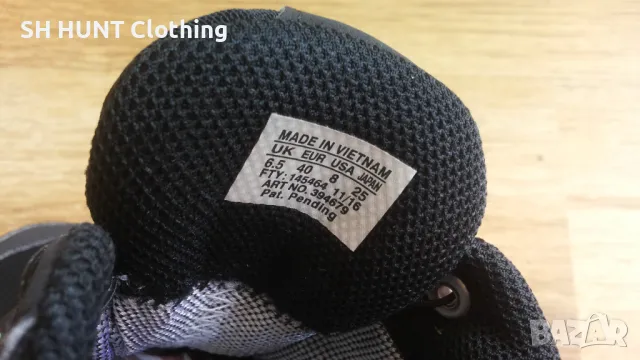 SH HUNT Clothing
MADE IN VIETNAM
UK EUR USA JAPAN
6.5 40 8 25
FTY: 145464 11/16
ART NO. 394679
Pat. Pending
BAZAR